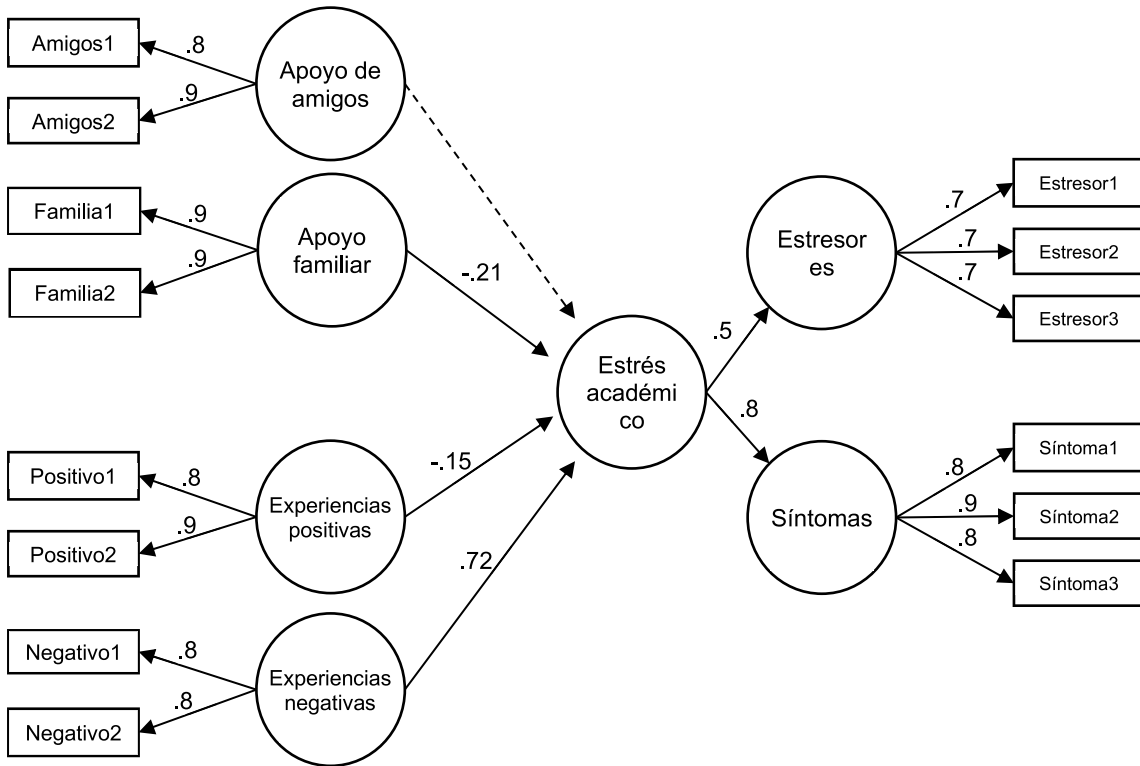 Amigos1
.8
Apoyo de
amigos
.9
Amigos2
Familia1
.9
Apoyo
familiar
.9
Familia2
-.21
Positivo1
.8
Experiencias
positivas
.9
Positivo2
-.15
Negativo1
.8
Experiencias
negativas
.8
Negativo2
.72
Estrés
académi
co
.5
.8
Estresor
es
.7
Estresor1
.7
Estresor2
.7
Estresor3
Síntomas
.8
Síntoma1
.9
Síntoma2
.8
Síntoma3